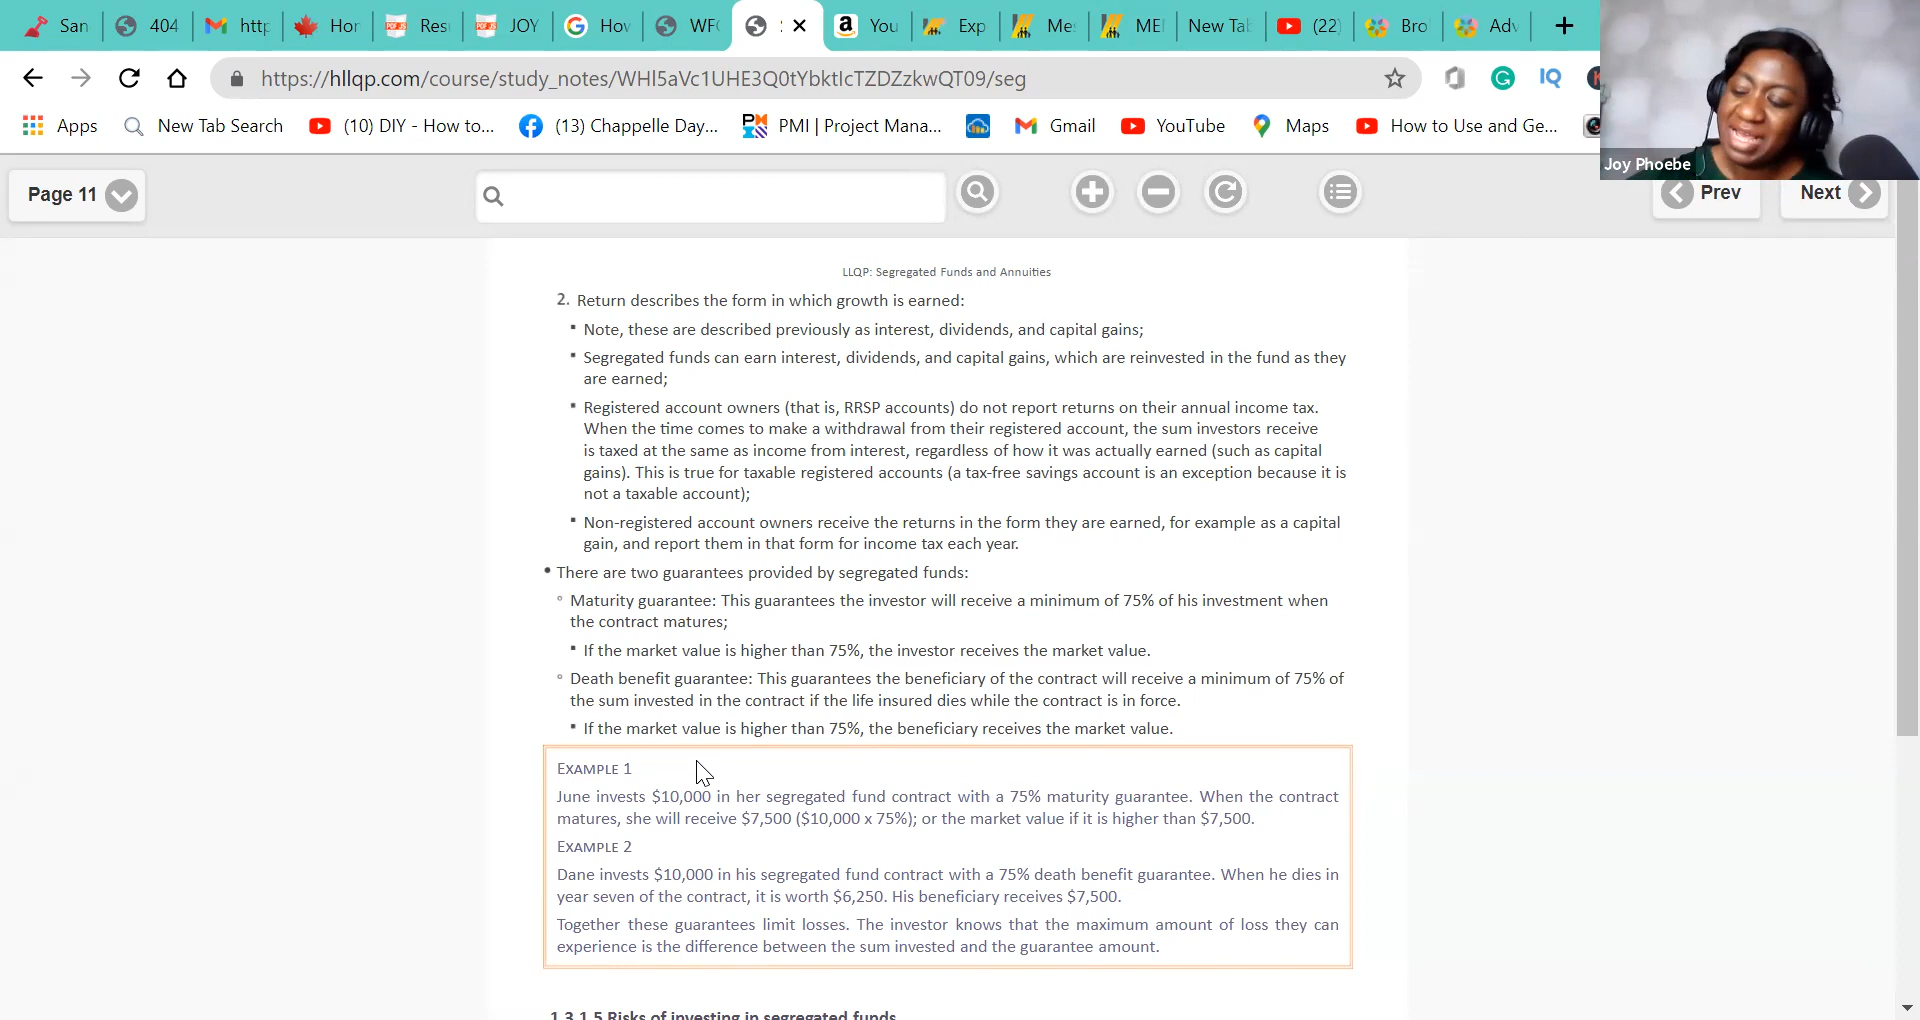 San
404
http
Hor
Res
JOY
Hov
WFG
You
Exp
Me
MEI
New Tab
(22)
Bro
Adv
https://hllqp.com/course/study_notes/WHl5aVc1UHE3Q0tYbktIcTZDZzkwQT09/seg
IQ
Apps
New Tab Search
(10) DIY - How to...
(13) Chappelle Day...
PMI | Project Mana...
Gmail
YouTube
Maps
How to Use and Ge...
Joy Phoebe
Page 11
Prev
Next
LLQP: Segregated Funds and Annuities
2. Return describes the form in which growth is earned:
▪ Note, these are described previously as interest, dividends, and capital gains;
▪ Segregated funds can earn interest, dividends, and capital gains, which are reinvested in the fund as they
are earned;
▪ Registered account owners (that is, RRSP accounts) do not report returns on their annual income tax.
When the time comes to make a withdrawal from their registered account, the sum investors receive
is taxed at the same as income from interest, regardless of how it was actually earned (such as capital
gains). This is true for taxable registered accounts (a tax-free savings account is an exception because it is
not a taxable account);
▪ Non-registered account owners receive the returns in the form they are earned, for example as a capital
gain, and report them in that form for income tax each year.
• There are two guarantees provided by segregated funds:
◦ Maturity guarantee: This guarantees the investor will receive a minimum of 75% of his investment when
the contract matures;
▪ If the market value is higher than 75%, the investor receives the market value.
◦ Death benefit guarantee: This guarantees the beneficiary of the contract will receive a minimum of 75% of
the sum invested in the contract if the life insured dies while the contract is in force.
▪ If the market value is higher than 75%, the beneficiary receives the market value.
EXAMPLE 1
June invests $10,000 in her segregated fund contract with a 75% maturity guarantee. When the contract
matures, she will receive $7,500 ($10,000 x 75%); or the market value if it is higher than $7,500.
EXAMPLE 2
Dane invests $10,000 in his segregated fund contract with a 75% death benefit guarantee. When he dies in
year seven of the contract, it is worth $6,250. His beneficiary receives $7,500.
Together these guarantees limit losses. The investor knows that the maximum amount of loss they can
experience is the difference between the sum invested and the guarantee amount.
1.3.1.5 Risks of investing in segregated funds